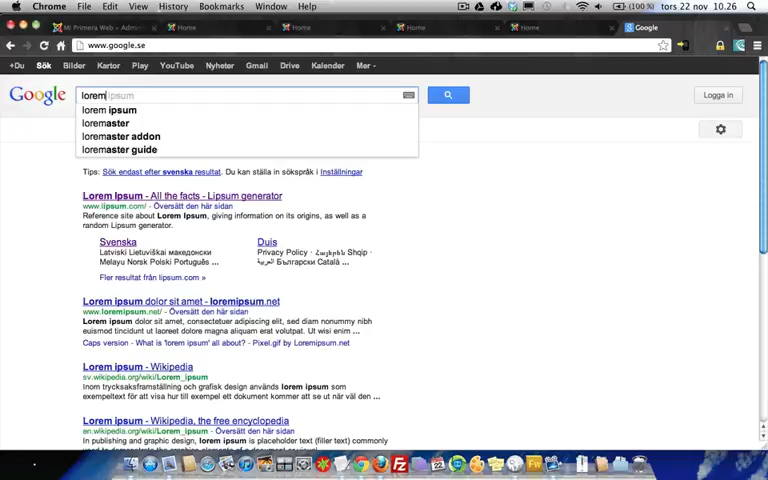 Chrome File Edit View History Bookmarks Window Help (100 %) tors 22 nov 10.26
Mi Primera Web – Admin Home Home Home Home Google
www.google.se
+Du Sök Bilder Kartor Play YouTube Nyheter Gmail Drive Kalender Mer
Google
lorem ipsum
Logga in
lorem ipsum
loremaster
loremaster addon
loremaster guide
Tips: Sök endast efter svenska resultat. Du kan ställa in sökspråk i Inställningar
Lorem Ipsum - All the facts - Lipsum generator
www.lipsum.com/ - Översätt den här sidan
Reference site about Lorem Ipsum, giving information on its origins, as well as a
random Lipsum generator.
Svenska Duis
Latviski Lietuviškai македонски Privacy Policy · Հայերեն Shqip ·
Melayu Norsk Polski Português ... العربية Български Català ...
Fler resultat från lipsum.com »
Lorem ipsum dolor sit amet - loremipsum.net
www.loremipsum.net/ - Översätt den här sidan
Lorem ipsum dolor sit amet, consectetuer adipiscing elit, sed diam nonummy nibh
euismod tincidunt ut laoreet dolore magna aliquam erat volutpat. Ut wisi enim ...
Caps version - What is 'lorem ipsum' all about? - Pixel.gif by Loremipsum.net
Lorem ipsum - Wikipedia
sv.wikipedia.org/wiki/Lorem_ipsum
Inom trycksaksframställning och grafisk design används lorem ipsum som
exempeltext för att visa hur till exempel ett dokument kommer att se ut när väl den ...
Lorem ipsum - Wikipedia, the free encyclopedia
en.wikipedia.org/wiki/Lorem_ipsum
In publishing and graphic design, lorem ipsum is placeholder text (filler text) commonly